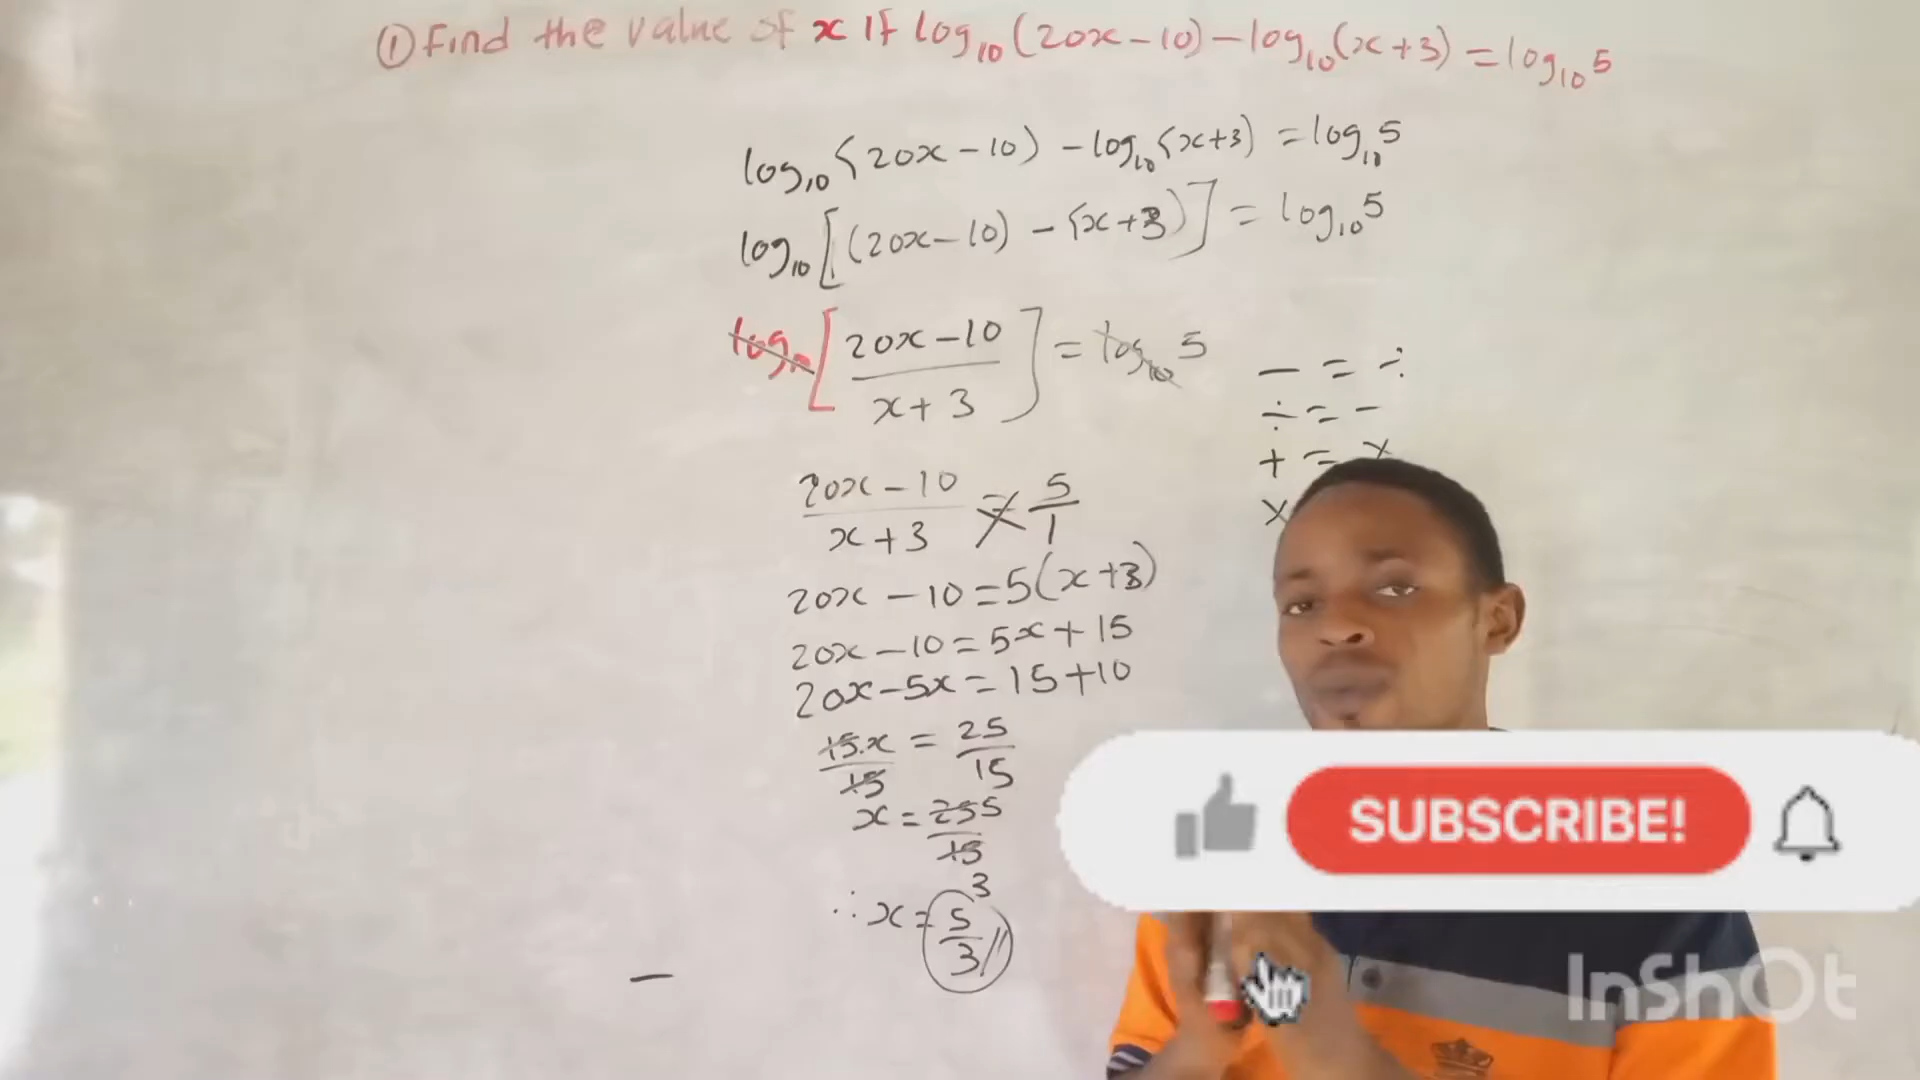 ① Find the value of x If log₁₀(20x-10)-log₁₀(x+3)=log₁₀5
log₁₀(20x-10)-log₁₀(x+3)=log₁₀5
log₁₀[(20x-10)-(x+3)]=log₁₀5
log₁₀[20x-10/x+3]=log₁₀5
- = ÷
÷ = -
+ = ×
×
20x-10/x+3 = 5/1
20x-10=5(x+3)
20x-10=5x+15
20x-5x=15+10
15x/15 = 25/15
x = 25 5/15 3
∴ x = 5/3
SUBSCRIBE!
InShOt